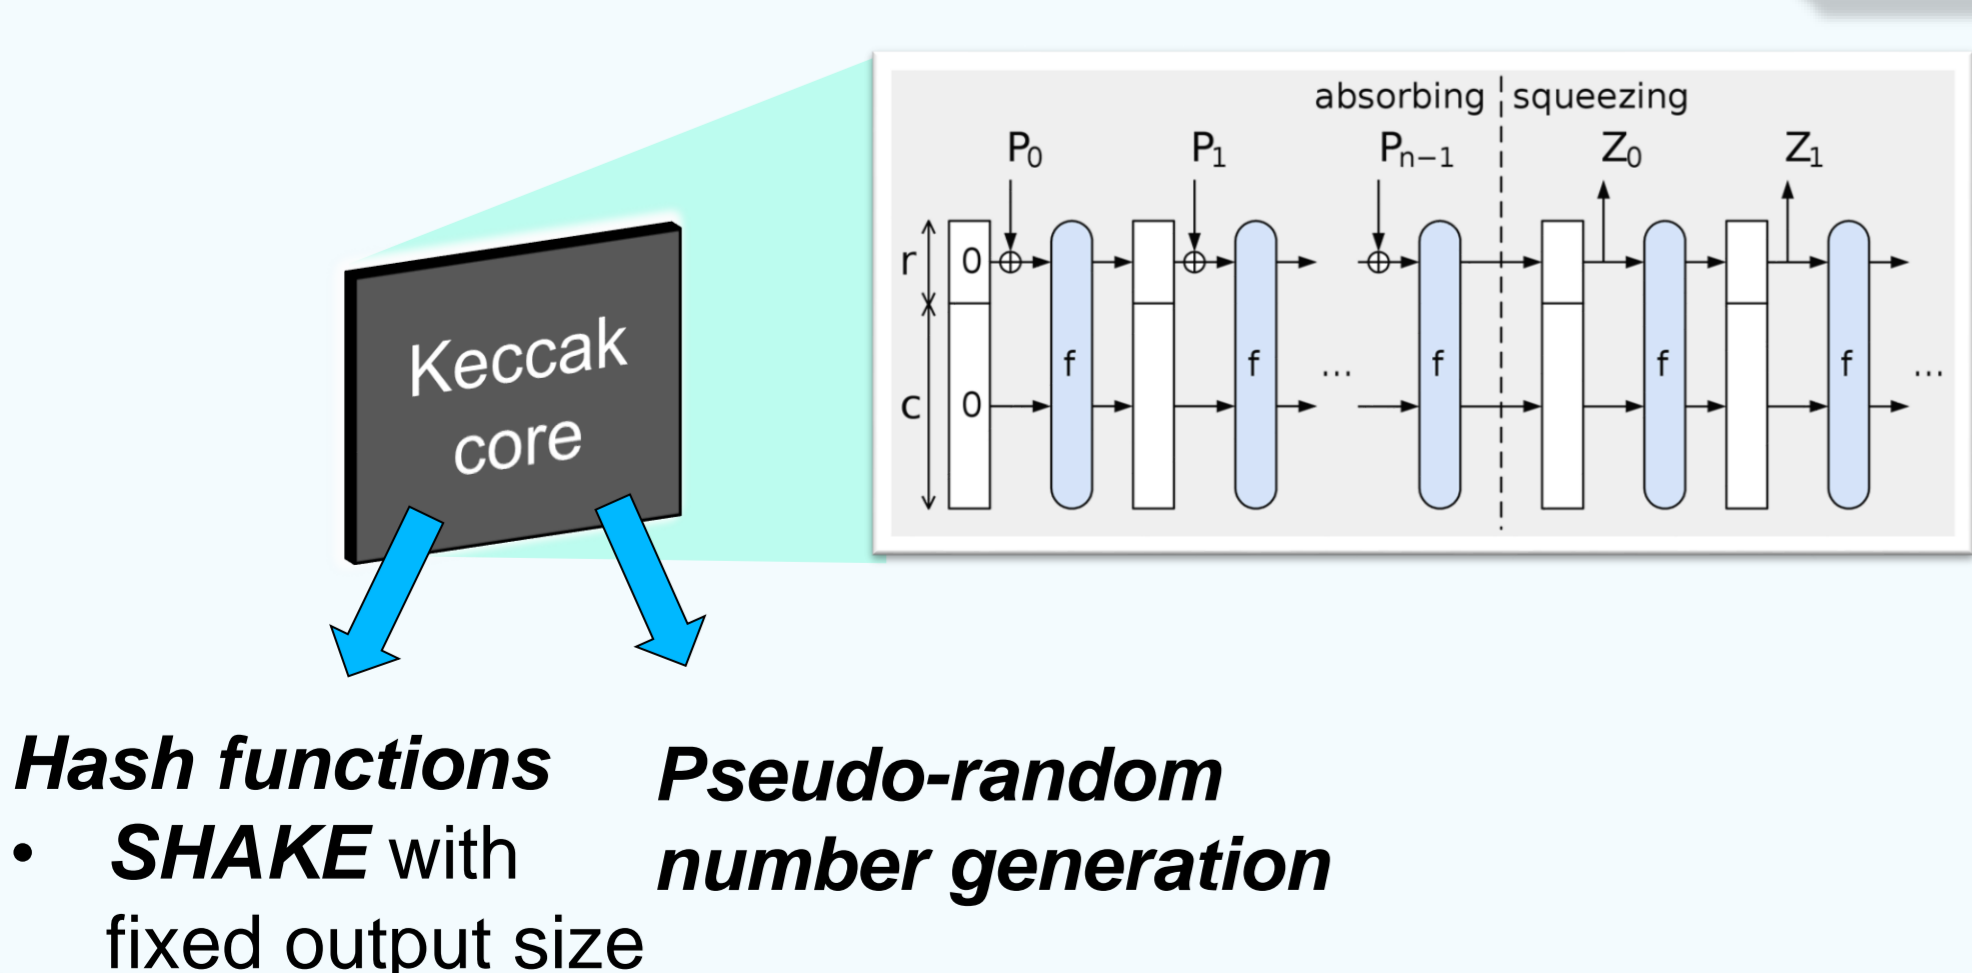 absorbing squeezing
P0 P1 Pn−1 Z0 Z1
r 0
f f ... f f f ...
c 0
Keccak
core
Hash functions
• SHAKE with
fixed output size
Pseudo-random
number generation